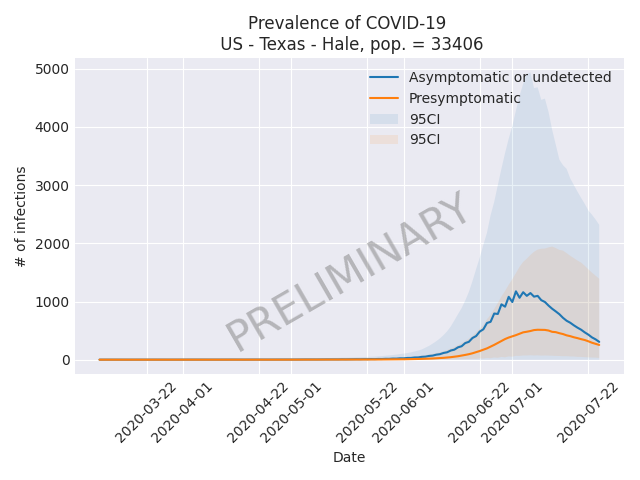 Prevalence of COVID-19
US - Texas - Hale, pop. = 33406
Asymptomatic or undetected
Presymptomatic
95CI
95CI
5000
4000
3000
2000
1000
0
# of infections
PRELIMINARY
2020-03-22
2020-04-01
2020-04-22
2020-05-01
2020-05-22
2020-06-01
2020-06-22
2020-07-01
2020-07-22
Date